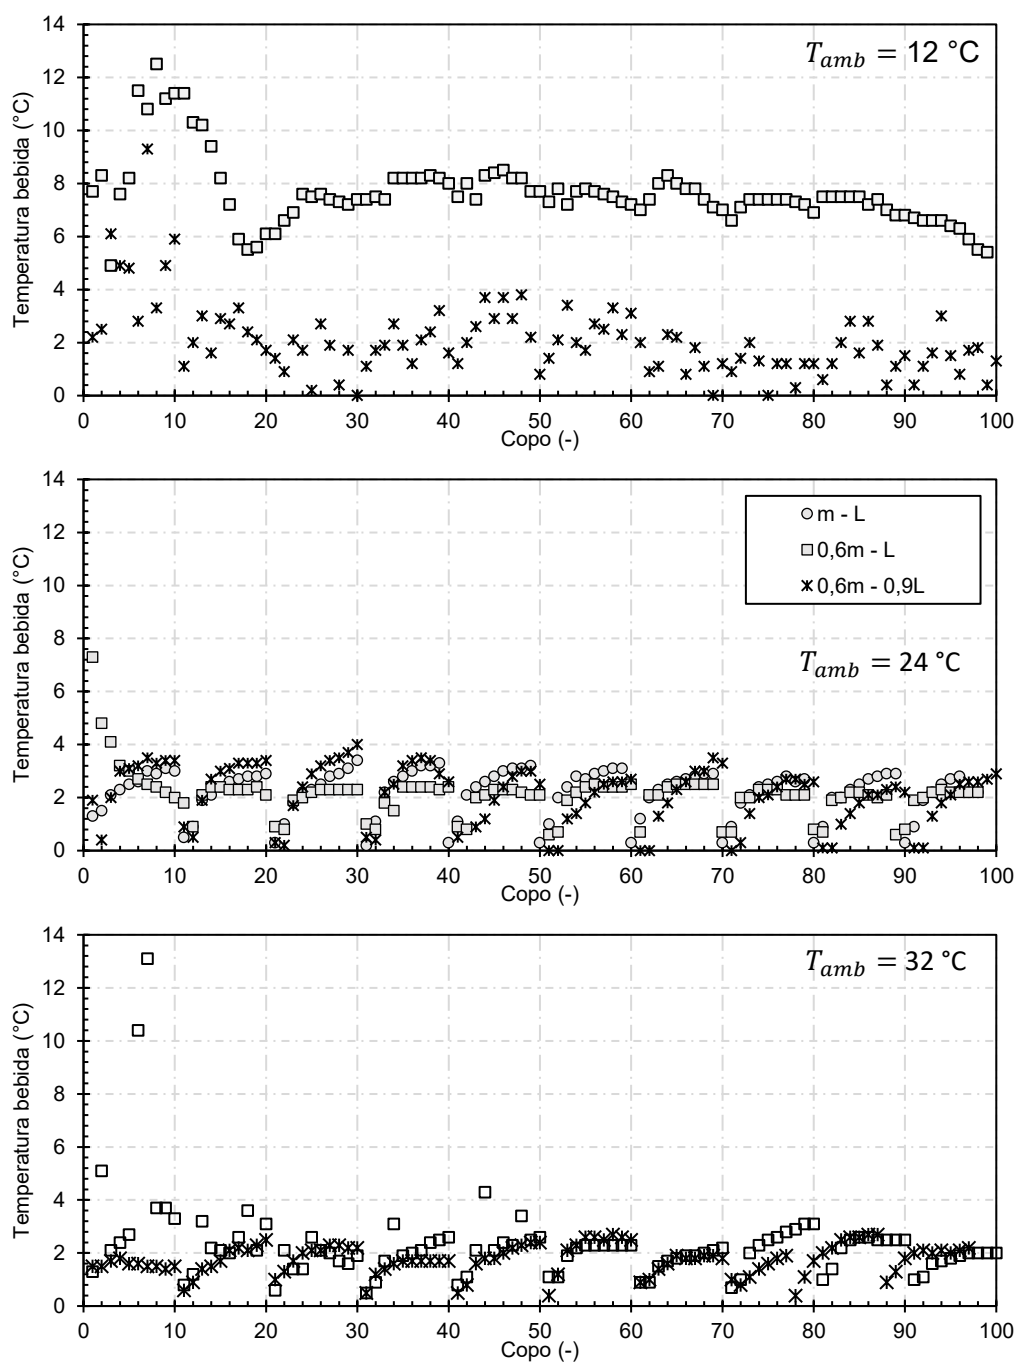 14
12
10
8
6
4
2
0
Temperatura bebida (°C)
T_amb = 12 °C
0 10 20 30 40 50 60 70 80 90 100
Copo (-)
14
12
10
8
6
4
2
0
Temperatura bebida (°C)
m - L
0,6m - L
0,6m - 0,9L
T_amb = 24 °C
0 10 20 30 40 50 60 70 80 90 100
Copo (-)
14
12
10
8
6
4
2
0
Temperatura bebida (°C)
T_amb = 32 °C
0 10 20 30 40 50 60 70 80 90 100
Copo (-)